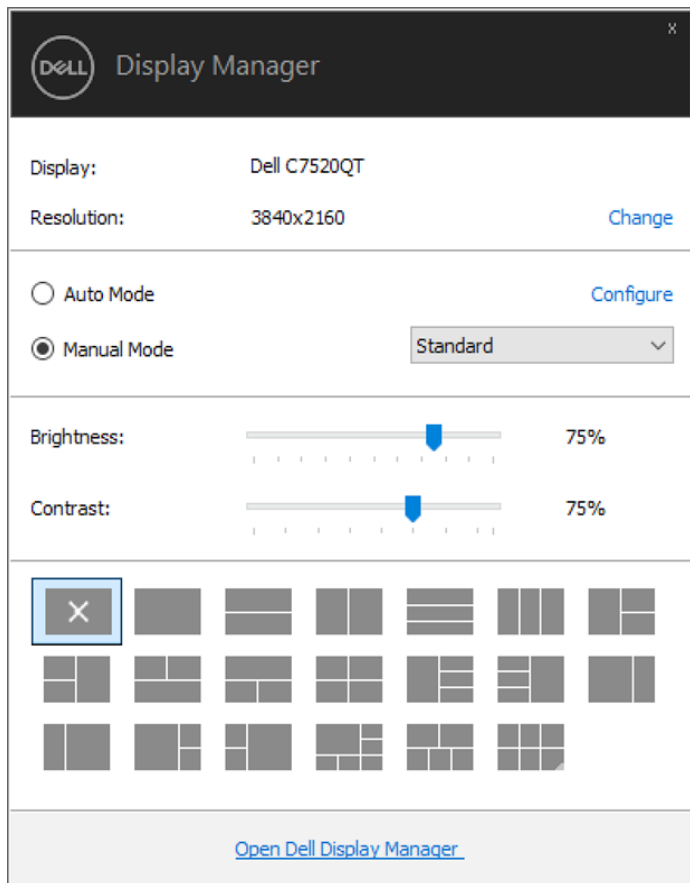 x
DELL Display Manager
Display: Dell C7520QT
Resolution: 3840x2160 Change
Auto Mode Configure
Manual Mode Standard
Brightness: 75%
Contrast: 75%
Open Dell Display Manager